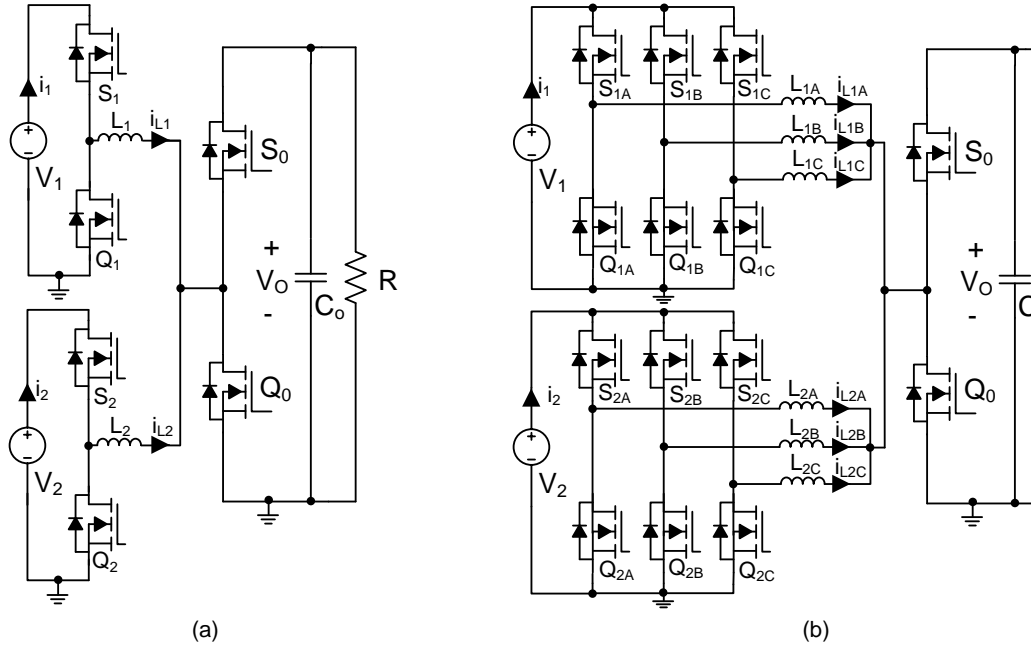 i1
V1
S1
L1
iL1
Q1
i2
V2
S2
L2
iL2
Q2
S0
Q0
+
VO
-
Co
R
(a)
i1
V1
S1A
S1B
S1C
L1A
iL1A
L1B
iL1B
L1C
iL1C
Q1A
Q1B
Q1C
i2
V2
S2A
S2B
S2C
L2A
iL2A
L2B
iL2B
L2C
iL2C
Q2A
Q2B
Q2C
S0
Q0
+
VO
-
(b)